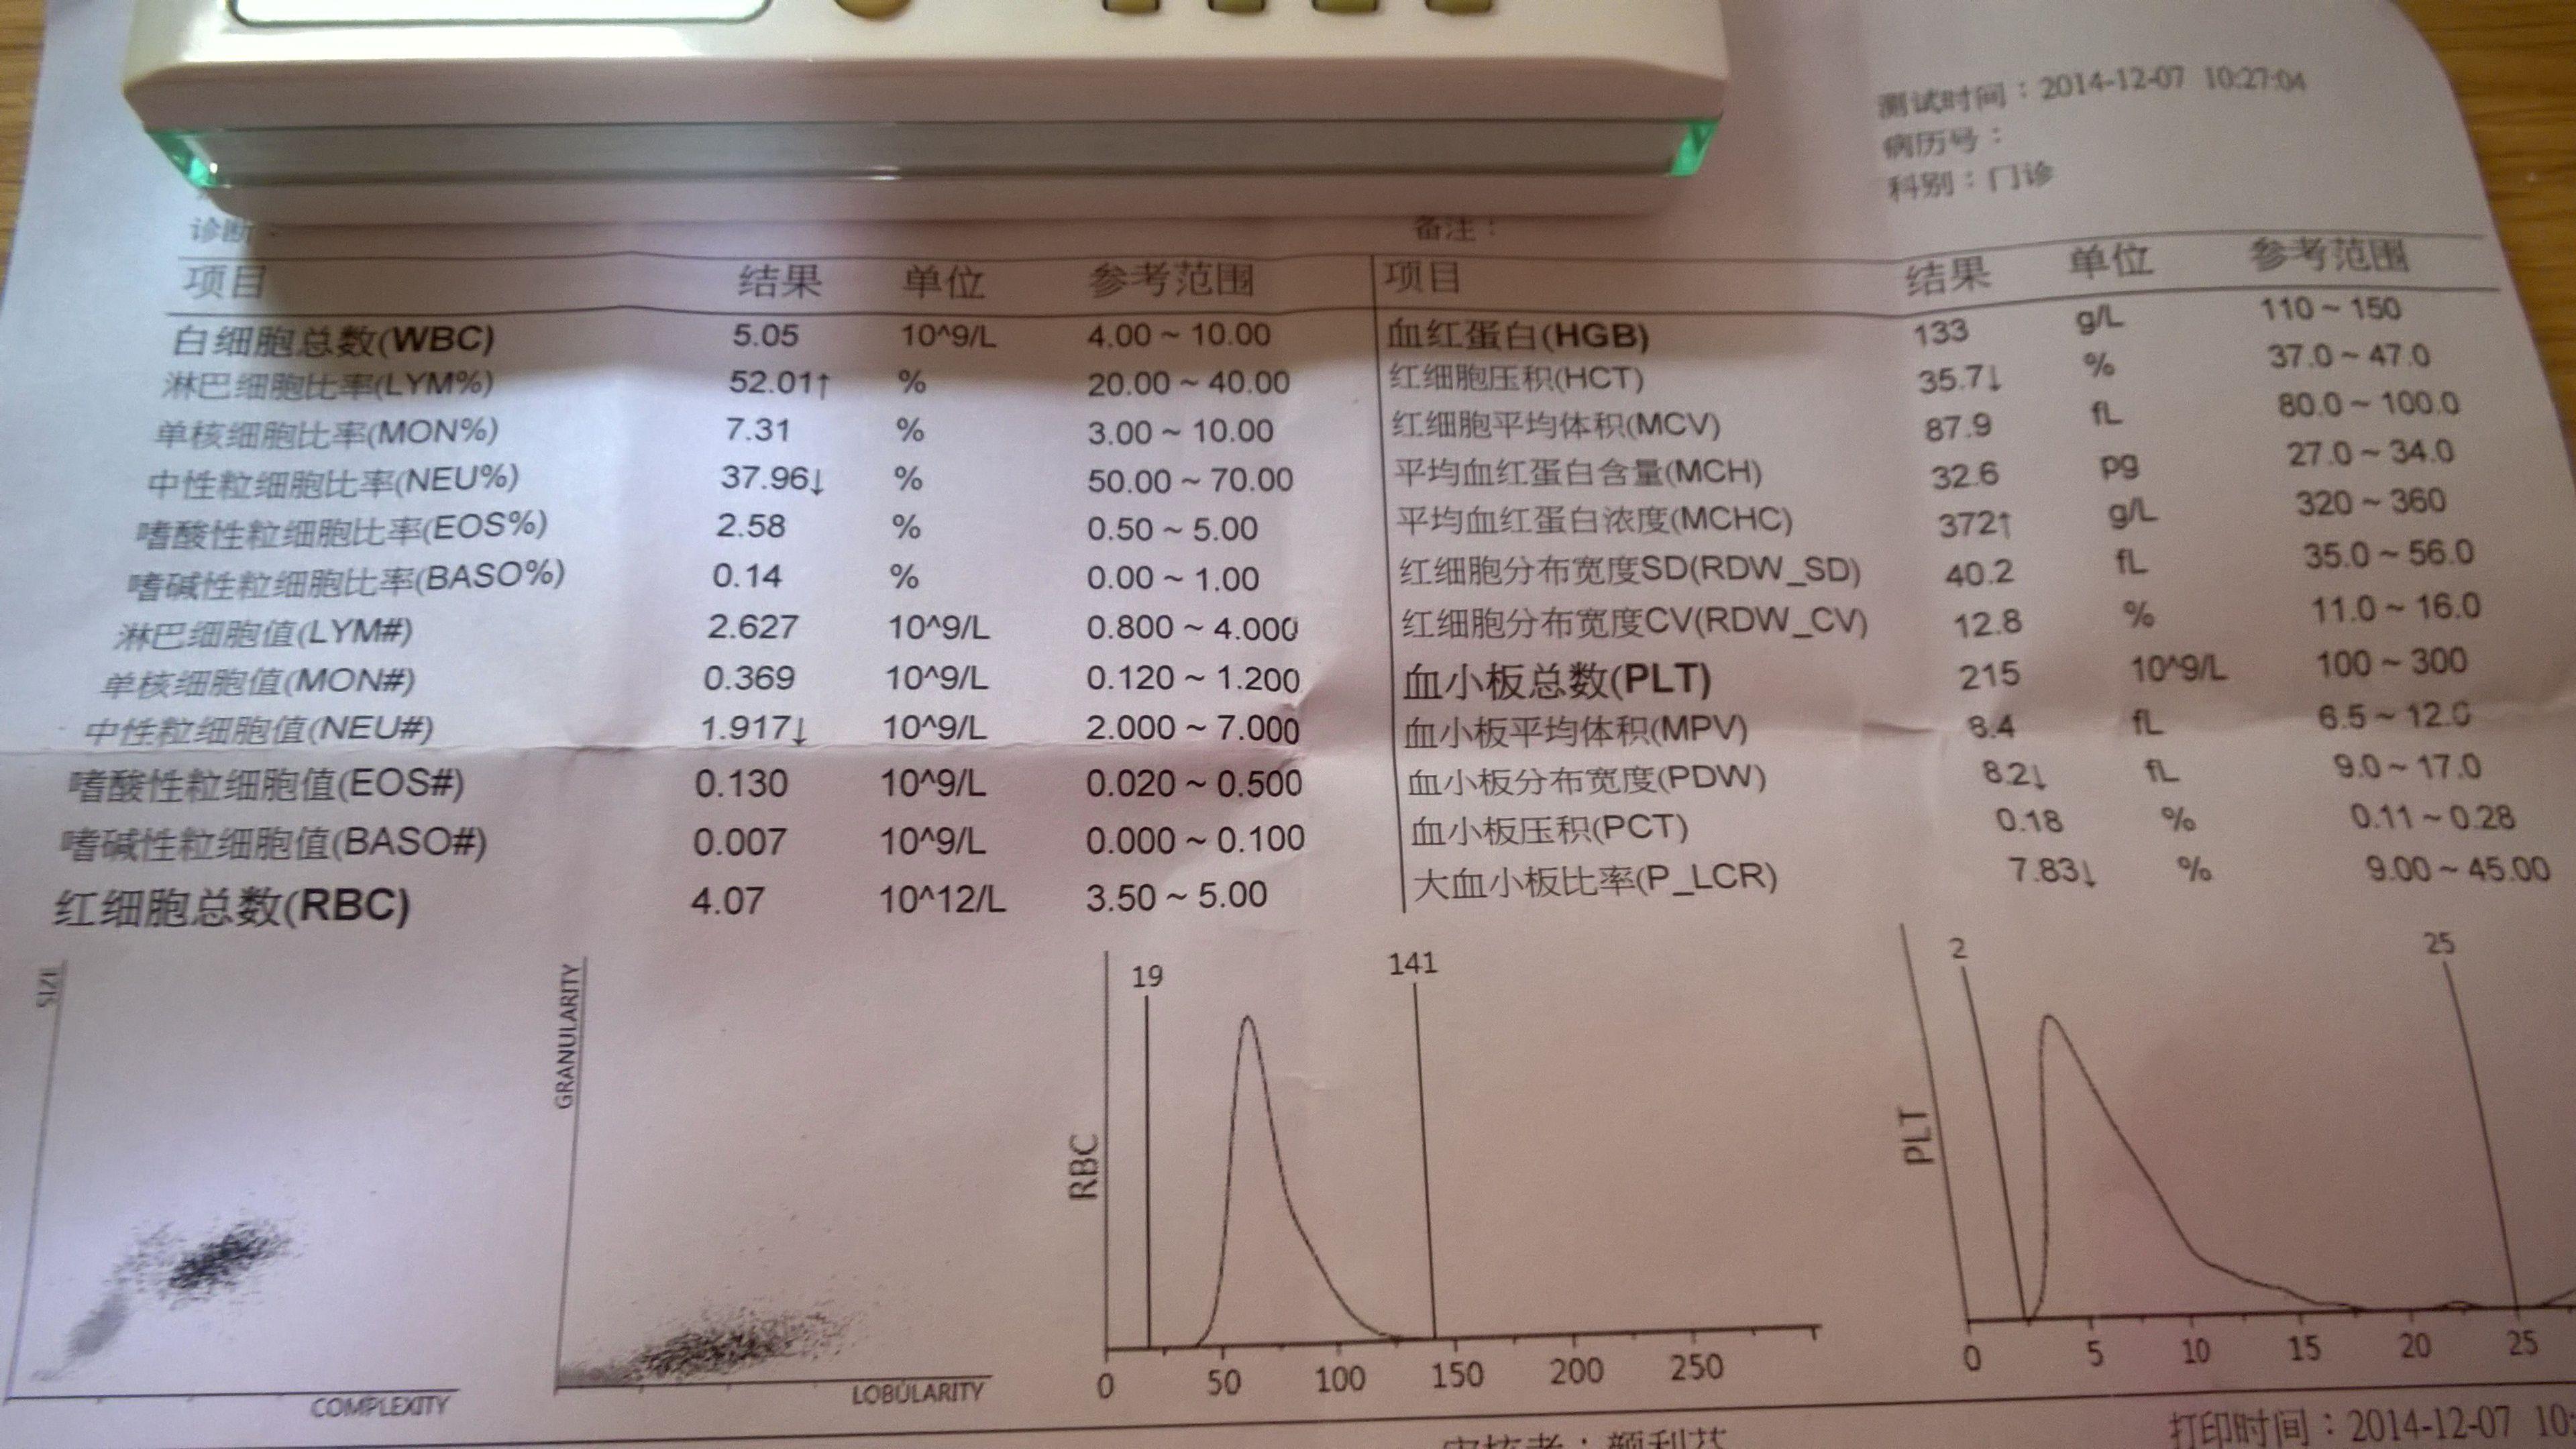 测试时间：2014-12-07 10:27:04
病历号：
科别：门诊
诊断：
备注：
项目 结果 单位 参考范围 项目 结果 单位 参考范围
白细胞总数(WBC) 5.05 10^9/L 4.00 ~ 10.00 血红蛋白(HGB) 133 g/L 110 ~ 150
淋巴细胞比率(LYM%) 52.01↑ % 20.00 ~ 40.00 红细胞压积(HCT) 35.7↓ % 37.0 ~ 47.0
单核细胞比率(MON%) 7.31 % 3.00 ~ 10.00 红细胞平均体积(MCV) 87.9 fL 80.0 ~ 100.0
中性粒细胞比率(NEU%) 37.96↓ % 50.00 ~ 70.00 平均血红蛋白含量(MCH) 32.6 pg 27.0 ~ 34.0
嗜酸性粒细胞比率(EOS%) 2.58 % 0.50 ~ 5.00 平均血红蛋白浓度(MCHC) 372↑ g/L 320 ~ 360
嗜碱性粒细胞比率(BASO%) 0.14 % 0.00 ~ 1.00 红细胞分布宽度SD(RDW_SD) 40.2 fL 35.0 ~ 56.0
淋巴细胞值(LYM#) 2.627 10^9/L 0.800 ~ 4.000 红细胞分布宽度CV(RDW_CV) 12.8 % 11.0 ~ 16.0
单核细胞值(MON#) 0.369 10^9/L 0.120 ~ 1.200 血小板总数(PLT) 215 10^9/L 100 ~ 300
中性粒细胞值(NEU#) 1.917↓ 10^9/L 2.000 ~ 7.000 血小板平均体积(MPV) 8.4 fL 6.5 ~ 12.0
嗜酸性粒细胞值(EOS#) 0.130 10^9/L 0.020 ~ 0.500 血小板分布宽度(PDW) 8.2↓ fL 9.0 ~ 17.0
嗜碱性粒细胞值(BASO#) 0.007 10^9/L 0.000 ~ 0.100 血小板压积(PCT) 0.18 % 0.11 ~ 0.28
红细胞总数(RBC) 4.07 10^12/L 3.50 ~ 5.00 大血小板比率(P_LCR) 7.83↓ % 9.00 ~ 45.00
SIZE
COMPLEXITY
GRANULARITY
LOBULARITY
RBC
19 141
0 50 100 150 200 250
PLT
2 25
0 5 10 15 20 25
审核者：
打印时间：2014-12-07 10: